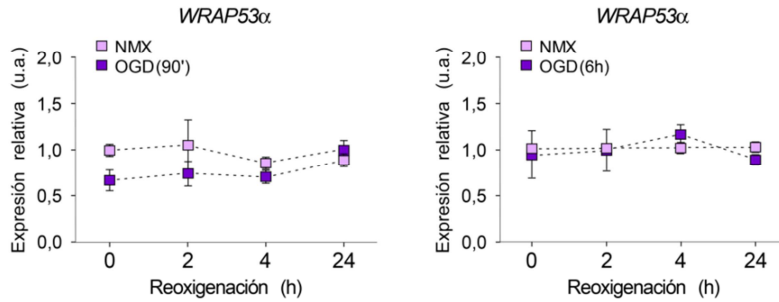 WRAP53α
NMX
OGD (90')
Expresión relativa (u.a.)
2,0
1,5
1,0
0,5
0,0
0 2 4 24
Reoxigenación (h)
WRAP53α
NMX
OGD (6h)
Expresión relativa (u.a.)
2,0
1,5
1,0
0,5
0,0
0 2 4 24
Reoxigenación (h)